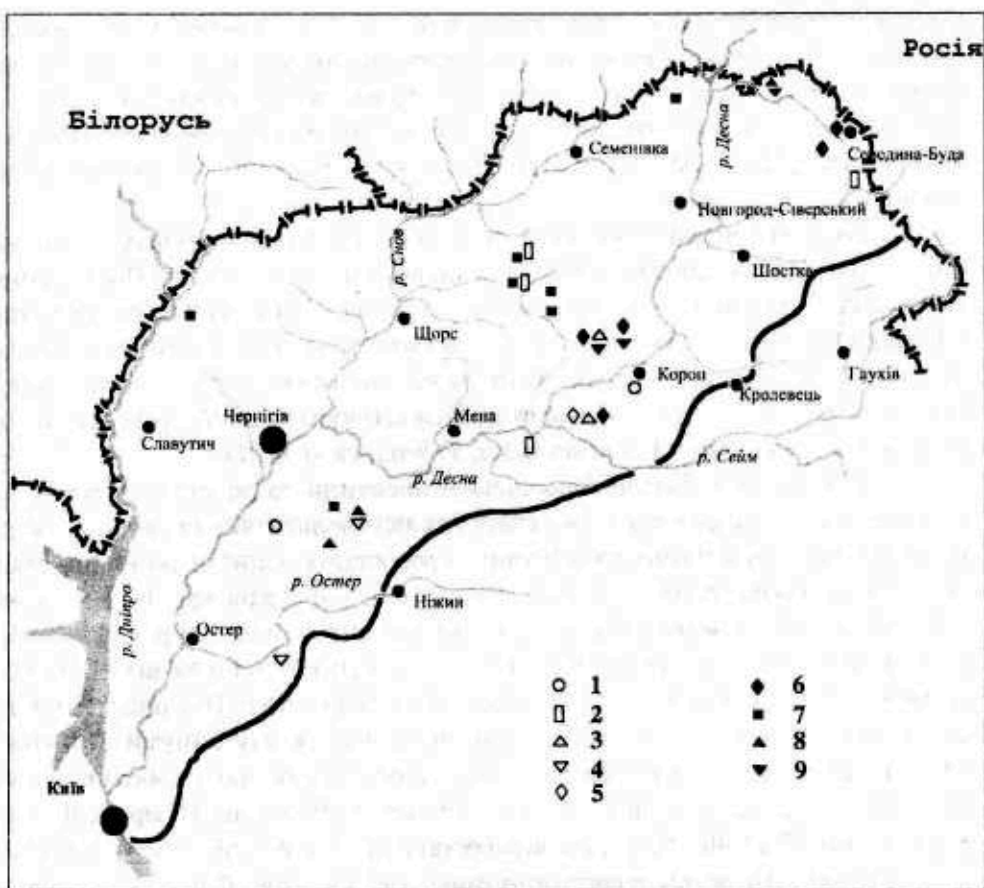 Росія
Білорусь
р. Десна
Семенівка
Середина-Буда
Новгород-Сіверський
р. Снов
Шостка
Щорс
Короп
Глухів
Кролевець
Чернігів
Мена
Славутич
р. Сейм
р. Десна
р. Остер
Ніжин
р. Дніпро
Остер
1 6
2 7
3 8
4 9
5
Київ